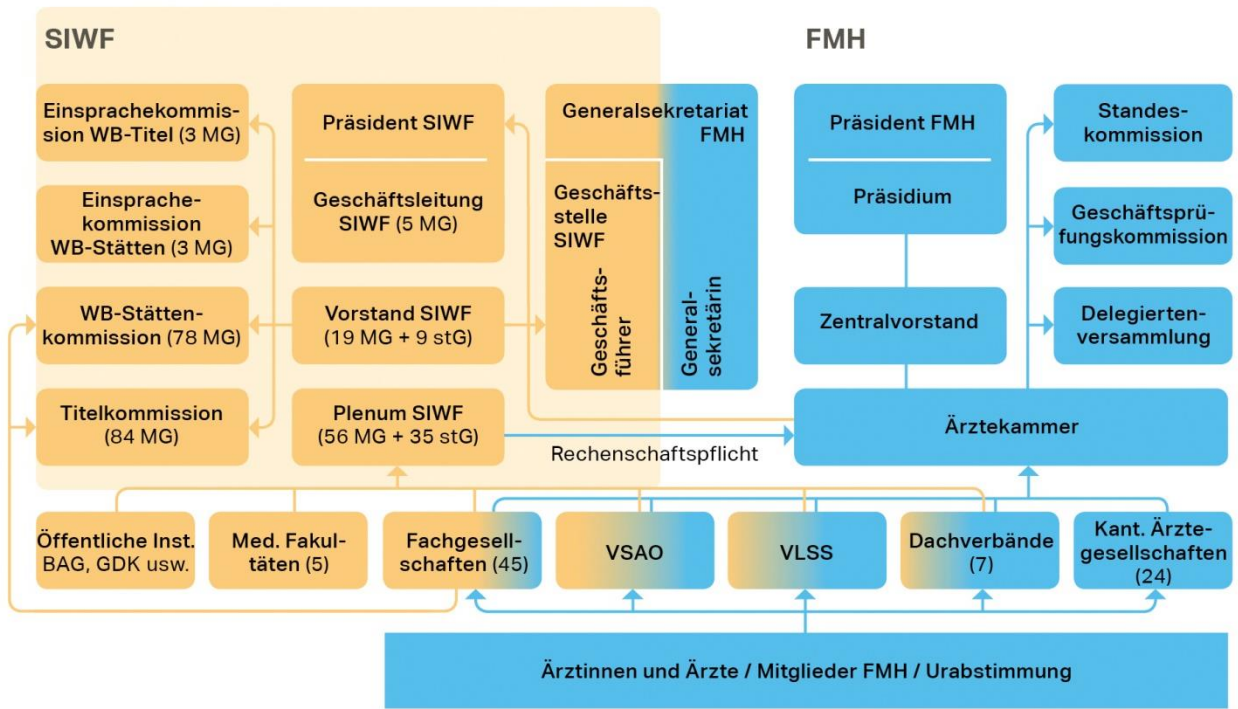 SIWF
FMH
Einsprachekommis-
sion WB-Titel (3 MG)
Präsident SIWF
Geschäftsleitung
SIWF (5 MG)
Generalsekretariat
FMH
Geschäfts-
stelle
SIWF
Geschäfts-
führer
General-
sekretärin
Präsident FMH
Präsidium
Standes-
kommission
Einsprache-
kommission
WB-Stätten (3 MG)
Geschäftsprü-
fungskommission
WB-Stätten-
kommission (78 MG)
Vorstand SIWF
(19 MG + 9 stG)
Zentralvorstand
Delegierten-
versammlung
Titelkommission
(84 MG)
Plenum SIWF
(56 MG + 35 stG)
Rechenschaftspflicht
Ärztekammer
Öffentliche Inst.
BAG, GDK usw.
Med. Fakul-
täten (5)
Fachgesell-
schaften (45)
VSAO
VLSS
Dachverbände
(7)
Kant. Ärzte-
gesellschaften
(24)
Ärztinnen und Ärzte / Mitglieder FMH / Urabstimmung